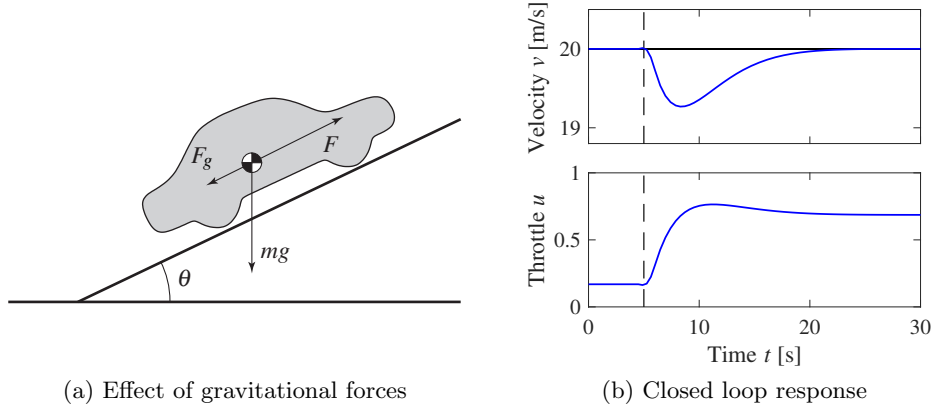 F_g
F
mg
θ
(a) Effect of gravitational forces
Velocity v [m/s]
20
19
Throttle u
1
0.5
0
0
10
20
30
Time t [s]
(b) Closed loop response